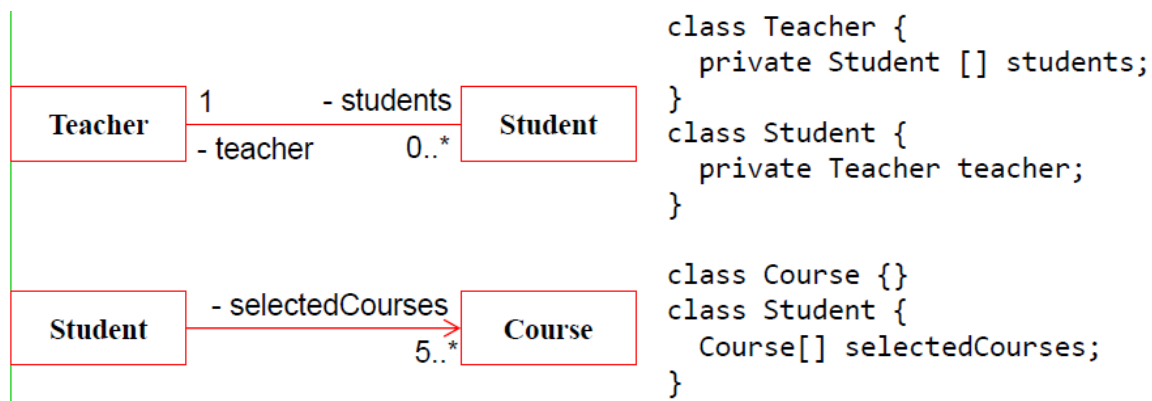 Teacher
1
- students
- teacher
0..*
Student
class Teacher {
private Student [] students;
}
class Student {
private Teacher teacher;
}
Student
- selectedCourses
5..*
Course
class Course {}
class Student {
Course[] selectedCourses;
}